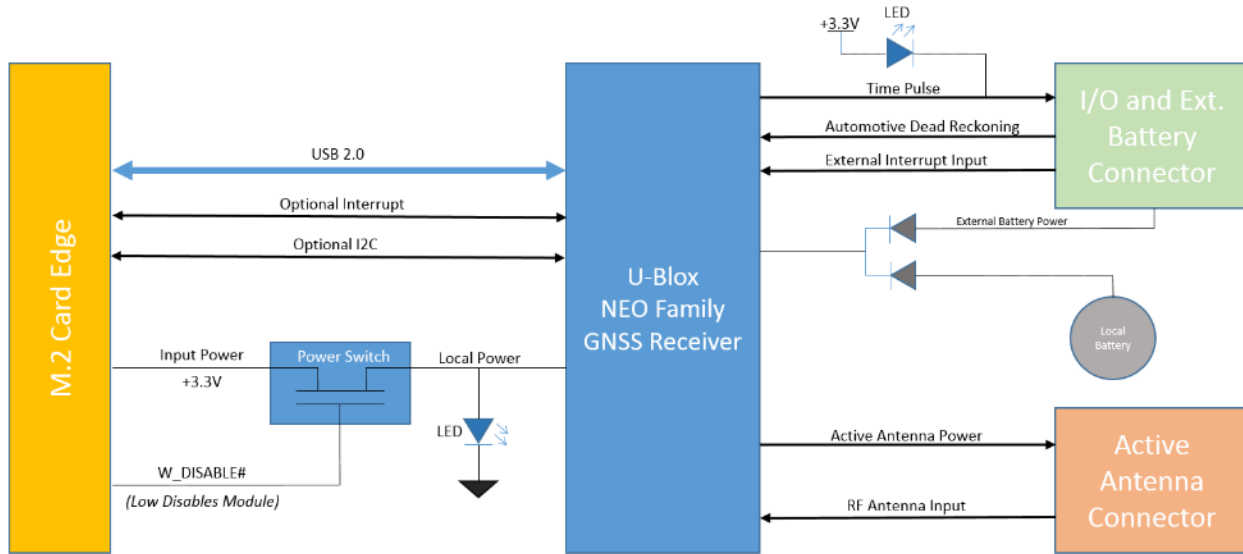 M.2 Card Edge
USB 2.0
Optional Interrupt
Optional I2C
Input Power
+3.3V
Power Switch
Local Power
LED
W_DISABLE#
(Low Disables Module)
U-Blox
NEO Family
GNSS Receiver
+3.3V
LED
Time Pulse
Automotive Dead Reckoning
External Interrupt Input
External Battery Power
I/O and Ext.
Battery
Connector
Local
Battery
Active Antenna Power
RF Antenna Input
Active
Antenna
Connector